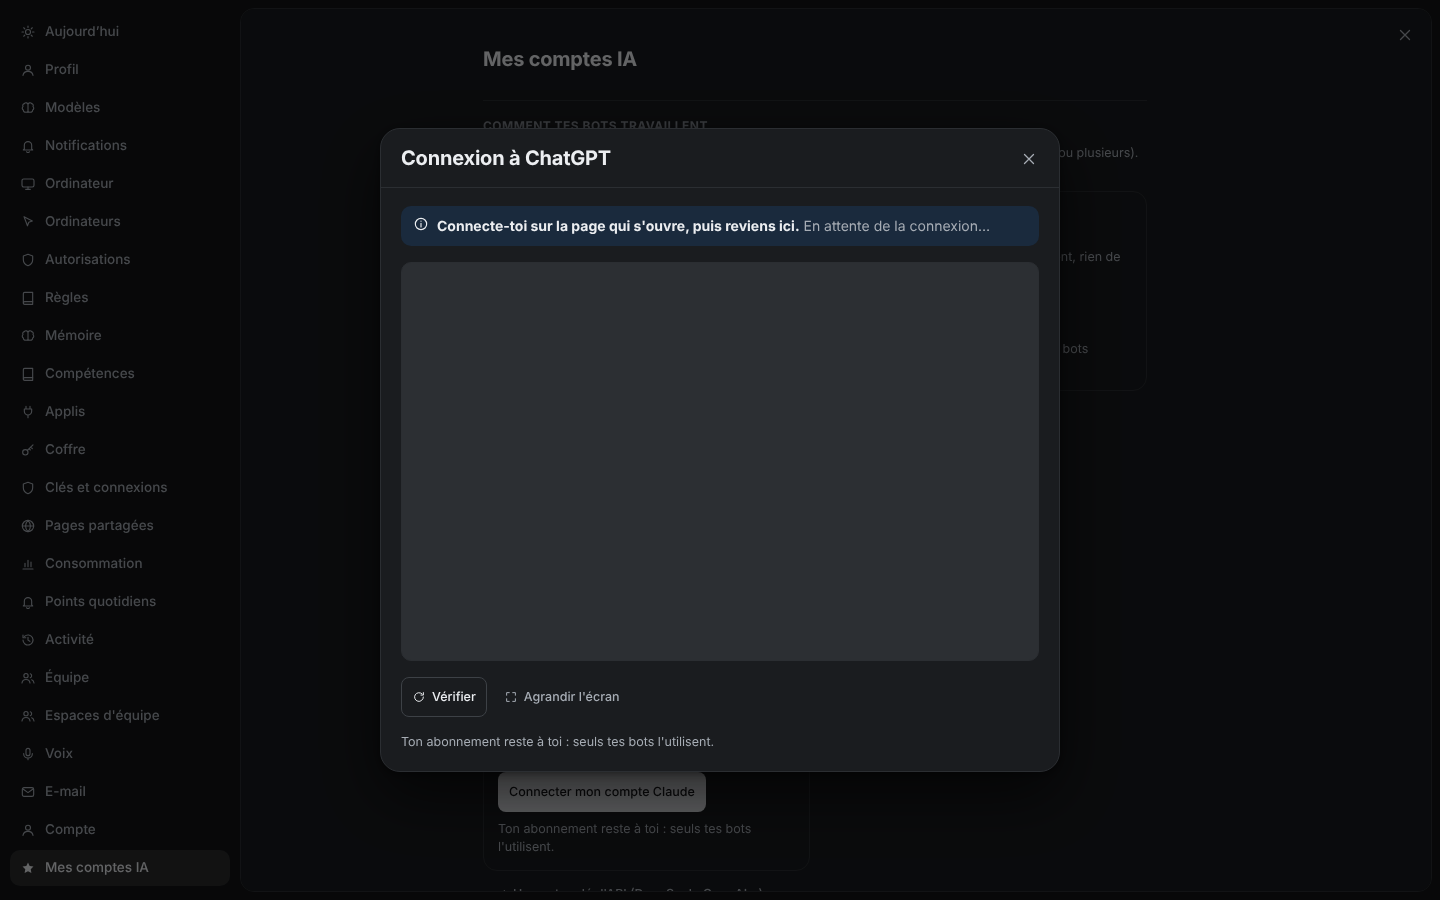 Aujourd'hui
Profil
Modèles
Notifications
Ordinateur
Ordinateurs
Autorisations
Règles
Mémoire
Compétences
Applis
Coffre
Clés et connexions
Pages partagées
Consommation
Points quotidiens
Activité
Équipe
Espaces d'équipe
Voix
E-mail
Compte
Mes comptes IA
Mes comptes IA
COMMENT TES BOTS TRAVAILLENT
ou plusieurs).
nt, rien de
bots
Connexion à ChatGPT
Connecte-toi sur la page qui s'ouvre, puis reviens ici. En attente de la connexion...
Vérifier
Agrandir l'écran
Ton abonnement reste à toi : seuls tes bots l'utilisent.
Connecter mon compte Claude
Ton abonnement reste à toi : seuls tes bots
l'utilisent.